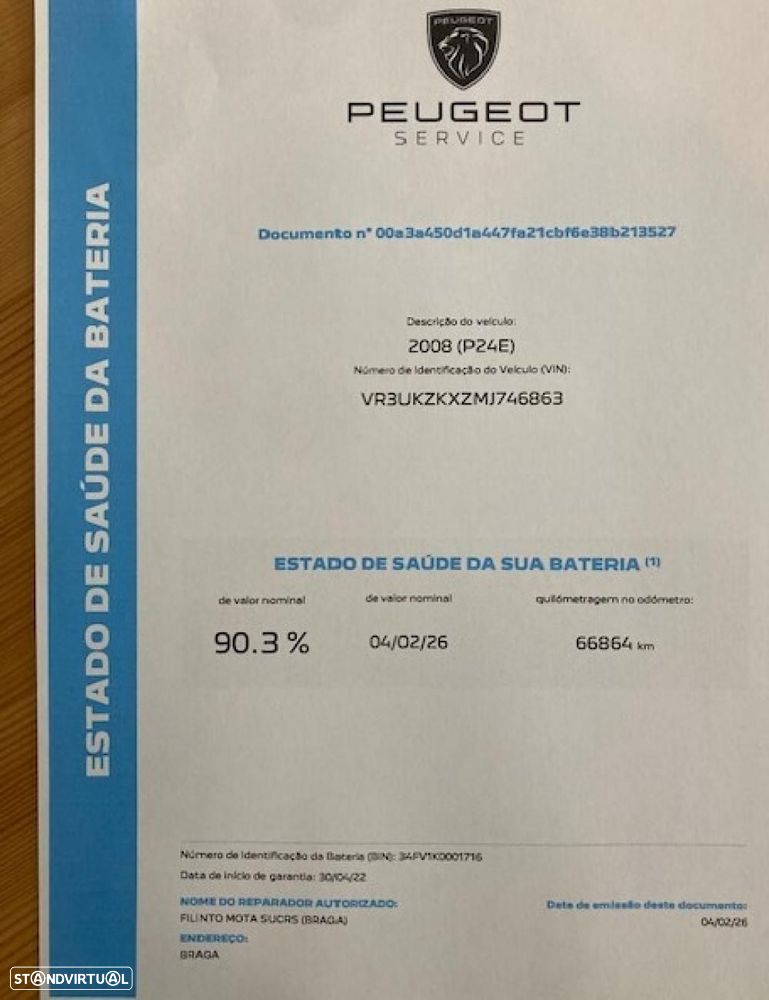 PEUGEOT
PEUGEOT
SERVICE
ESTADO DE SAÚDE DA BATERIA
Documento n° 00a3a450d1a447fa21cbf6e38b213527
Descrição do veículo:
2008 (P24E)
Número de Identificação do Veículo (VIN):
VR3UKZKXZMJ746863
ESTADO DE SAÚDE DA SUA BATERIA (1)
de valor nominal de valor nominal quilómetragem no odómetro:
90.3 % 04/02/26 66864 km
Número de Identificação da Bateria (BIN): 34FV1K0001716
Data de início de garantia: 30/04/22
NOME DO REPARADOR AUTORIZADO: Data de emissão deste documento:
FILINTO MOTA SUCRS (BRAGA) 04/02/26
ENDEREÇO:
BRAGA
STANDVIRTUAL